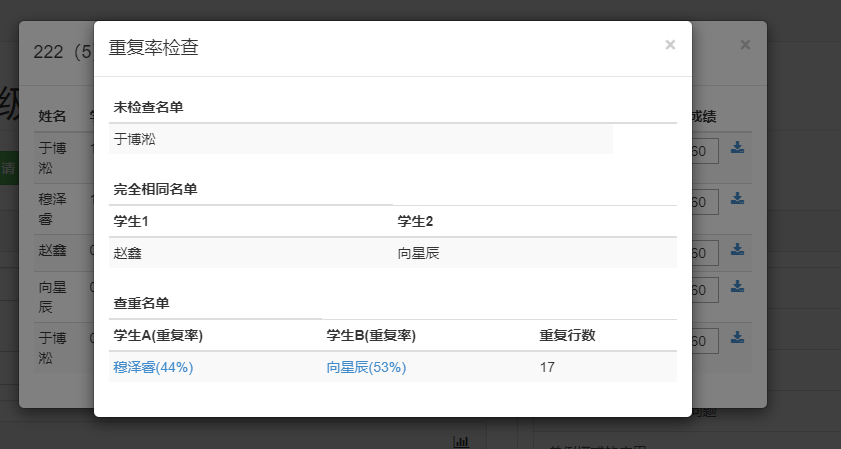 222（5
重复率检查
×
×
未检查名单
于博淞
完全相同名单
学生1 学生2
赵鑫 向星辰
查重名单
学生A(重复率) 学生B(重复率) 重复行数
穆泽睿(44%) 向星辰(53%) 17
级
请
姓名 成绩
于博
淞
60
穆泽
睿
60
赵鑫 60
向星
辰
60
于博
淞
60